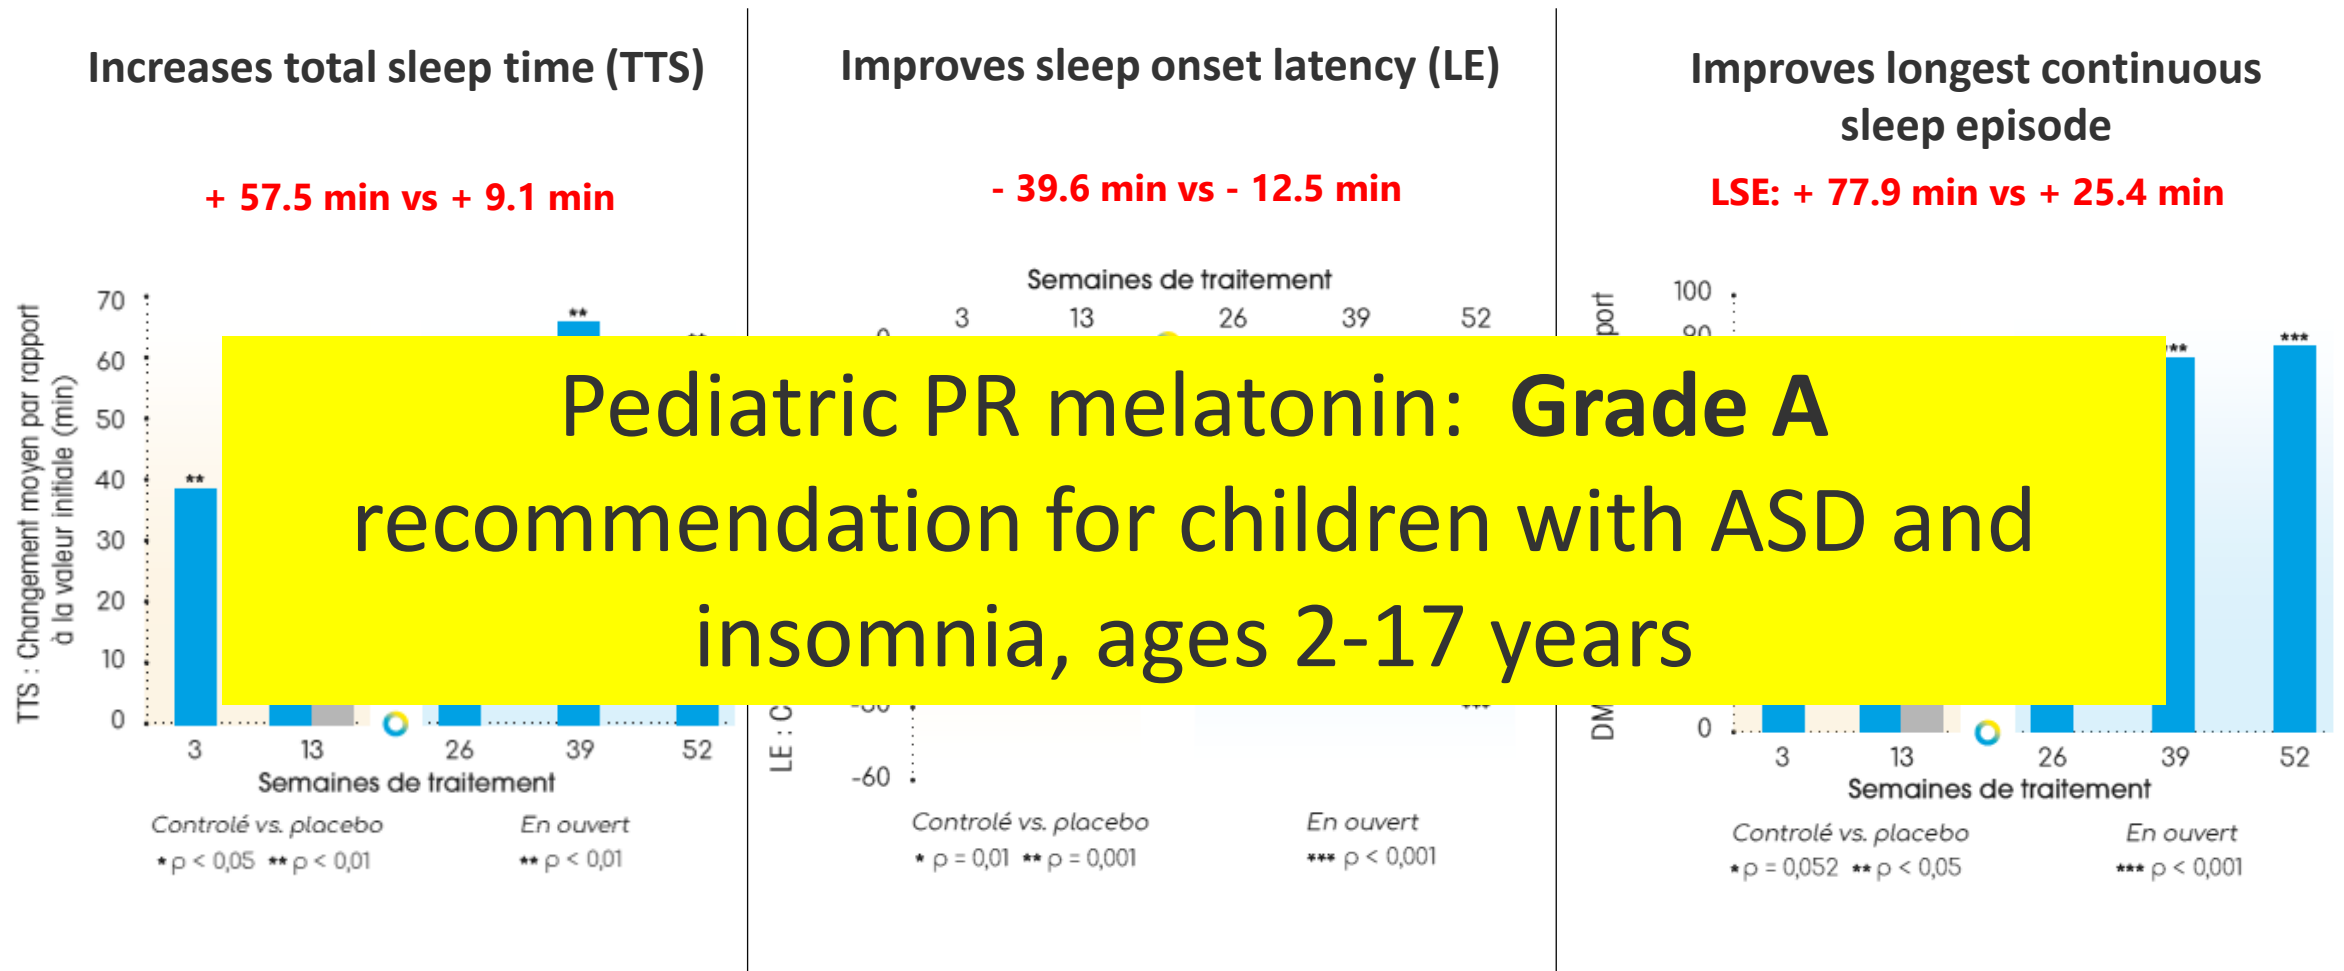 Increases total sleep time (TTS)
+ 57.5 min vs + 9.1 min
TTS : Changement moyen par rapport
à la valeur initiale (min)
70
60
50
40
30
20
10
0
**
**
3 13 26 39 52
Semaines de traitement
Controlé vs. placebo En ouvert
* p < 0,05 ** p < 0,01 ** p < 0,01
Improves sleep onset latency (LE)
- 39.6 min vs - 12.5 min
Semaines de traitement
3 13 26 39 52
LE :
-60
Controlé vs. placebo En ouvert
* p = 0,01 ** p = 0,001 *** p < 0,001
Improves longest continuous
sleep episode
LSE: + 77.9 min vs + 25.4 min
100
0
***
3 13 26 39 52
Semaines de traitement
Controlé vs. placebo En ouvert
* p = 0,052 ** p < 0,05 *** p < 0,001
Pediatric PR melatonin: Grade A
recommendation for children with ASD and
insomnia, ages 2-17 years